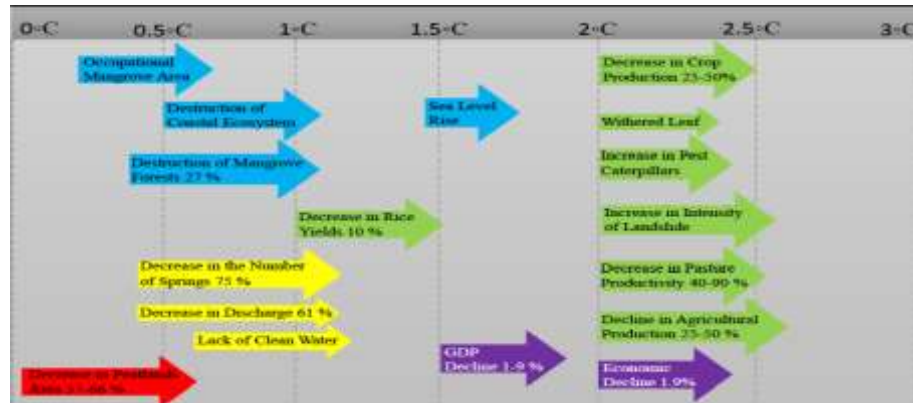 0°C 0.5°C 1°C 1.5°C 2°C 2.5°C 3°C
Occupational
Mangrove Area
Destruction of
Coastal Ecosystem
Sea Level
Rise
Decrease in Crop
Production 25-50%
Withered Leaf
Destruction of Mangrove
Forests 27 %
Increase in Pest
Caterpillars
Decrease in Rice
Yields 10 %
Increase in Intensity
of Landslide
Decrease in the Number
of Springs 75 %
Decrease in Pasture
Productivity 40-90 %
Decrease in Discharge 61 %
Lack of Clean Water
Decline in Agricultural
Production 25-50 %
GDP
Decline 1-9 %
Economic
Decline 1.9%
Decrease in
Area